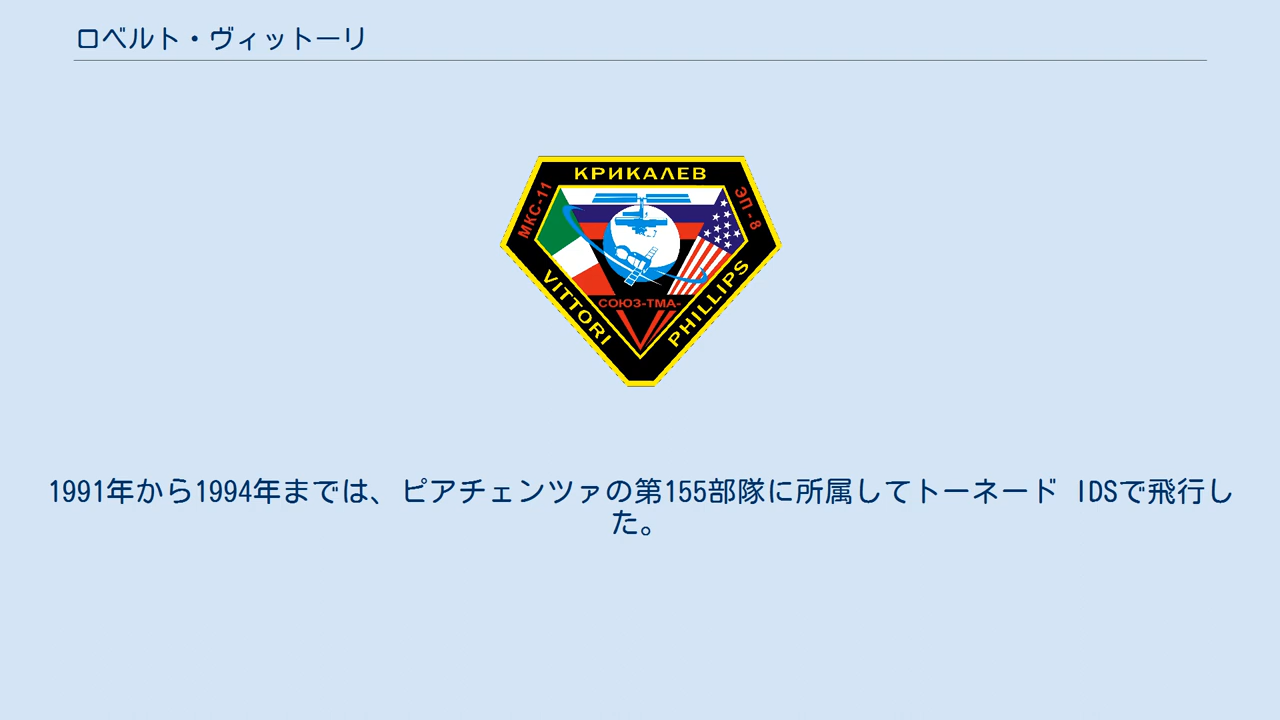 ロベルト・ヴィットーリ
КРИКАЛЕВ
МКС-11
ЭП-8
VITTORI
PHILLIPS
СОЮЗ-ТМА-
1991年から1994年までは、ピアチェンツァの第155部隊に所属してトーネード IDSで飛行し
た。